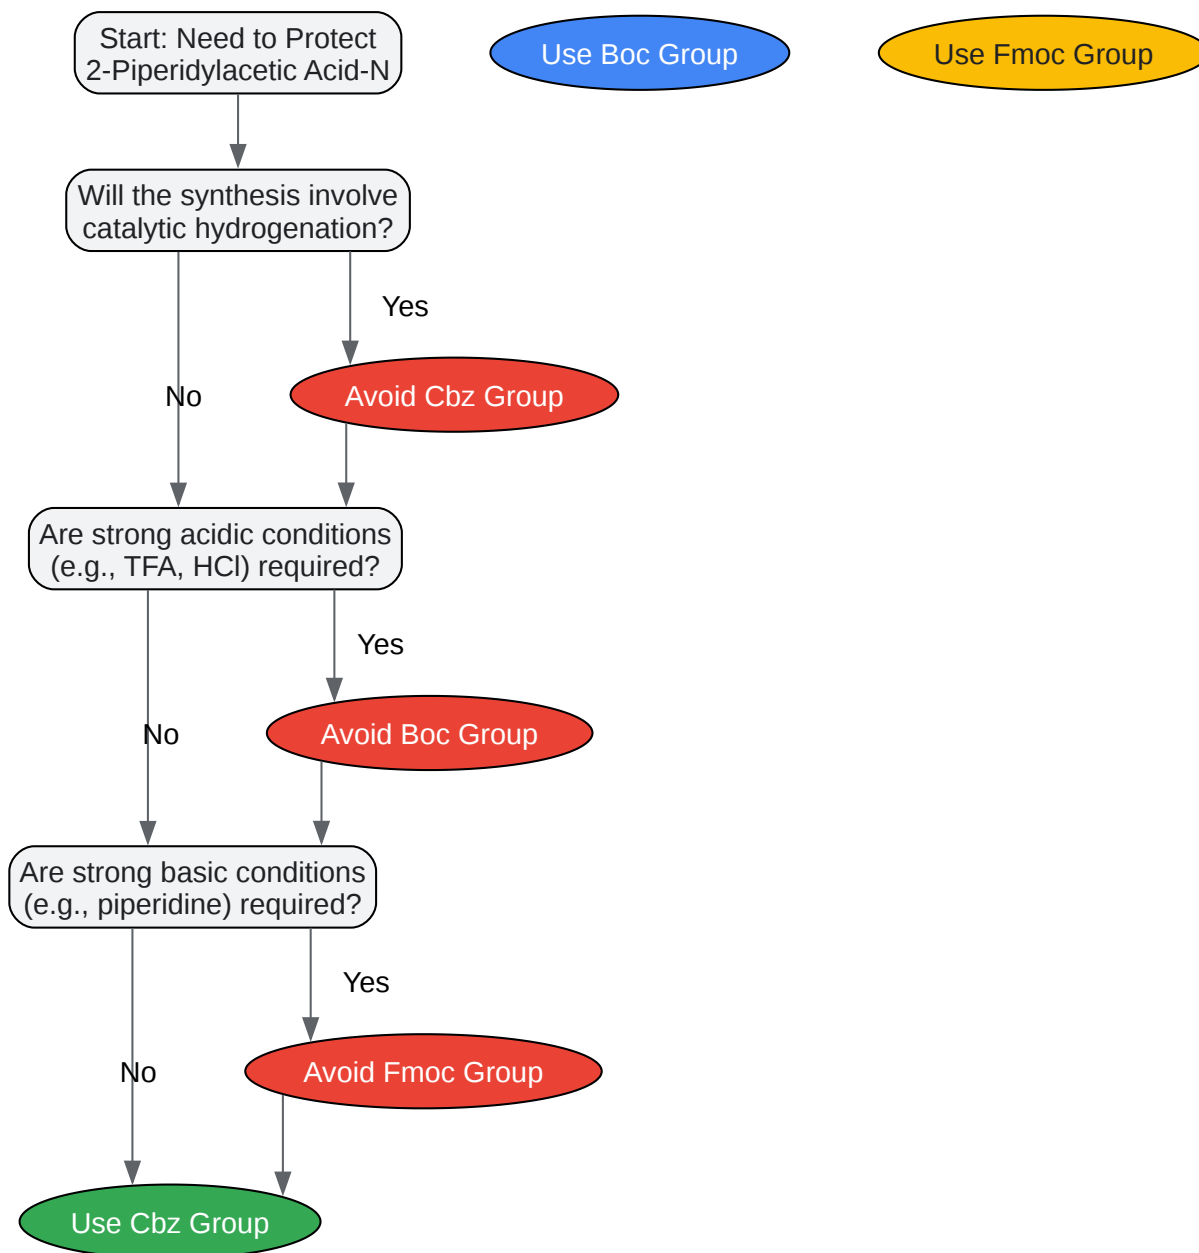 Start: Need to Protect
2-Piperidylacetic Acid-N
Use Boc Group
Use Fmoc Group
Will the synthesis involve
catalytic hydrogenation?
Yes
No
Avoid Cbz Group
Are strong acidic conditions
(e.g., TFA, HCl) required?
Yes
No
Avoid Boc Group
Are strong basic conditions
(e.g., piperidine) required?
Yes
No
Avoid Fmoc Group
Use Cbz Group